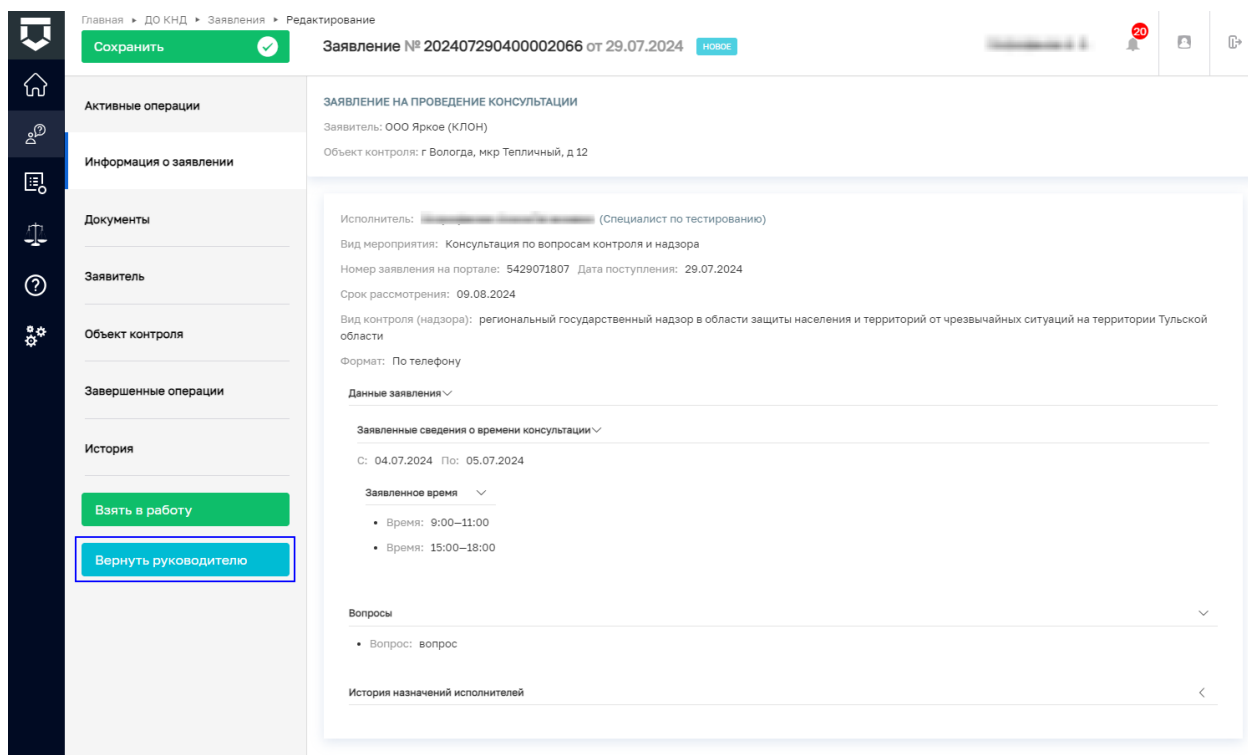 Главная ▸ ДО КНД ▸ Заявления ▸ Редактирование
Сохранить
Заявление № 202407290400002066 от 29.07.2024 НОВОЕ
20
Активные операции
Информация о заявлении
Документы
Заявитель
Объект контроля
Завершенные операции
История
Взять в работу
Вернуть руководителю
ЗАЯВЛЕНИЕ НА ПРОВЕДЕНИЕ КОНСУЛЬТАЦИИ
Заявитель: ООО Яркое (КЛОН)
Объект контроля: г Вологда, мкр Тепличный, д 12
Исполнитель: (Специалист по тестированию)
Вид мероприятия: Консультация по вопросам контроля и надзора
Номер заявления на портале: 5429071807 Дата поступления: 29.07.2024
Срок рассмотрения: 09.08.2024
Вид контроля (надзора): региональный государственный надзор в области защиты населения и территорий от чрезвычайных ситуаций на территории Тульской
области
Формат: По телефону
Данные заявления
Заявленные сведения о времени консультации
С: 04.07.2024 По: 05.07.2024
Заявленное время
• Время: 9:00—11:00
• Время: 15:00—18:00
Вопросы
• Вопрос: вопрос
История назначений исполнителей